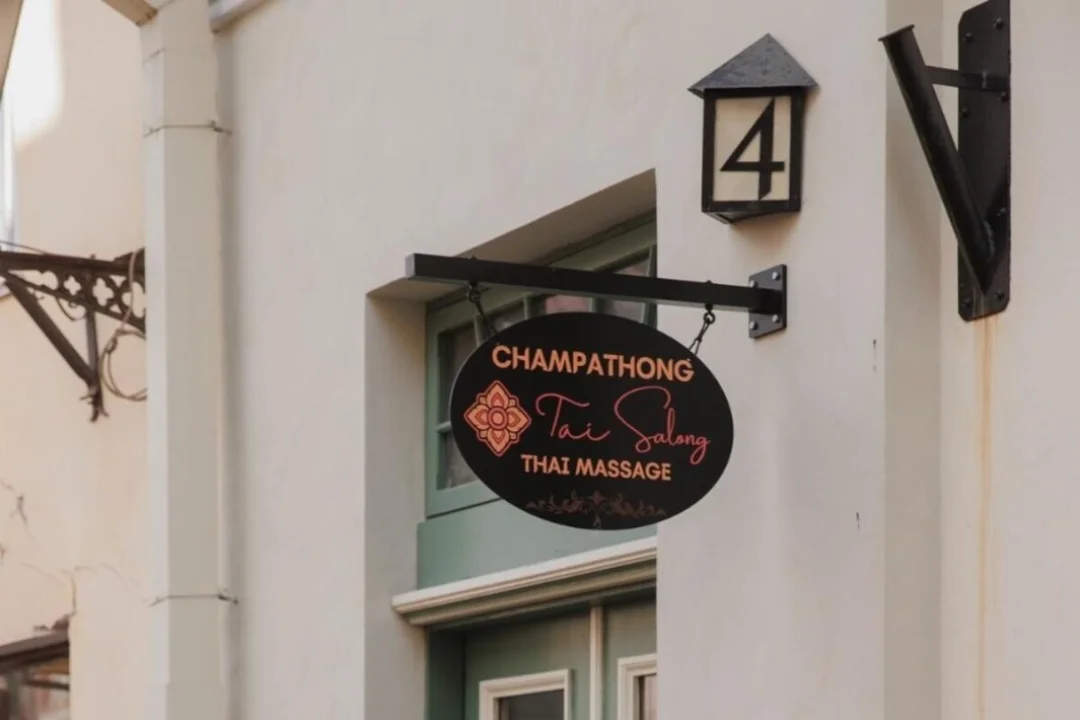 4
CHAMPATHONG
Tai Salong
THAI MASSAGE